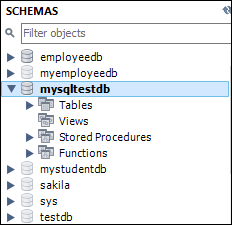 SCHEMAS
Filter objects
employeedb
myemployeedb
mysqltestdb
Tables
Views
Stored Procedures
Functions
mystudentdb
sakila
sys
testdb